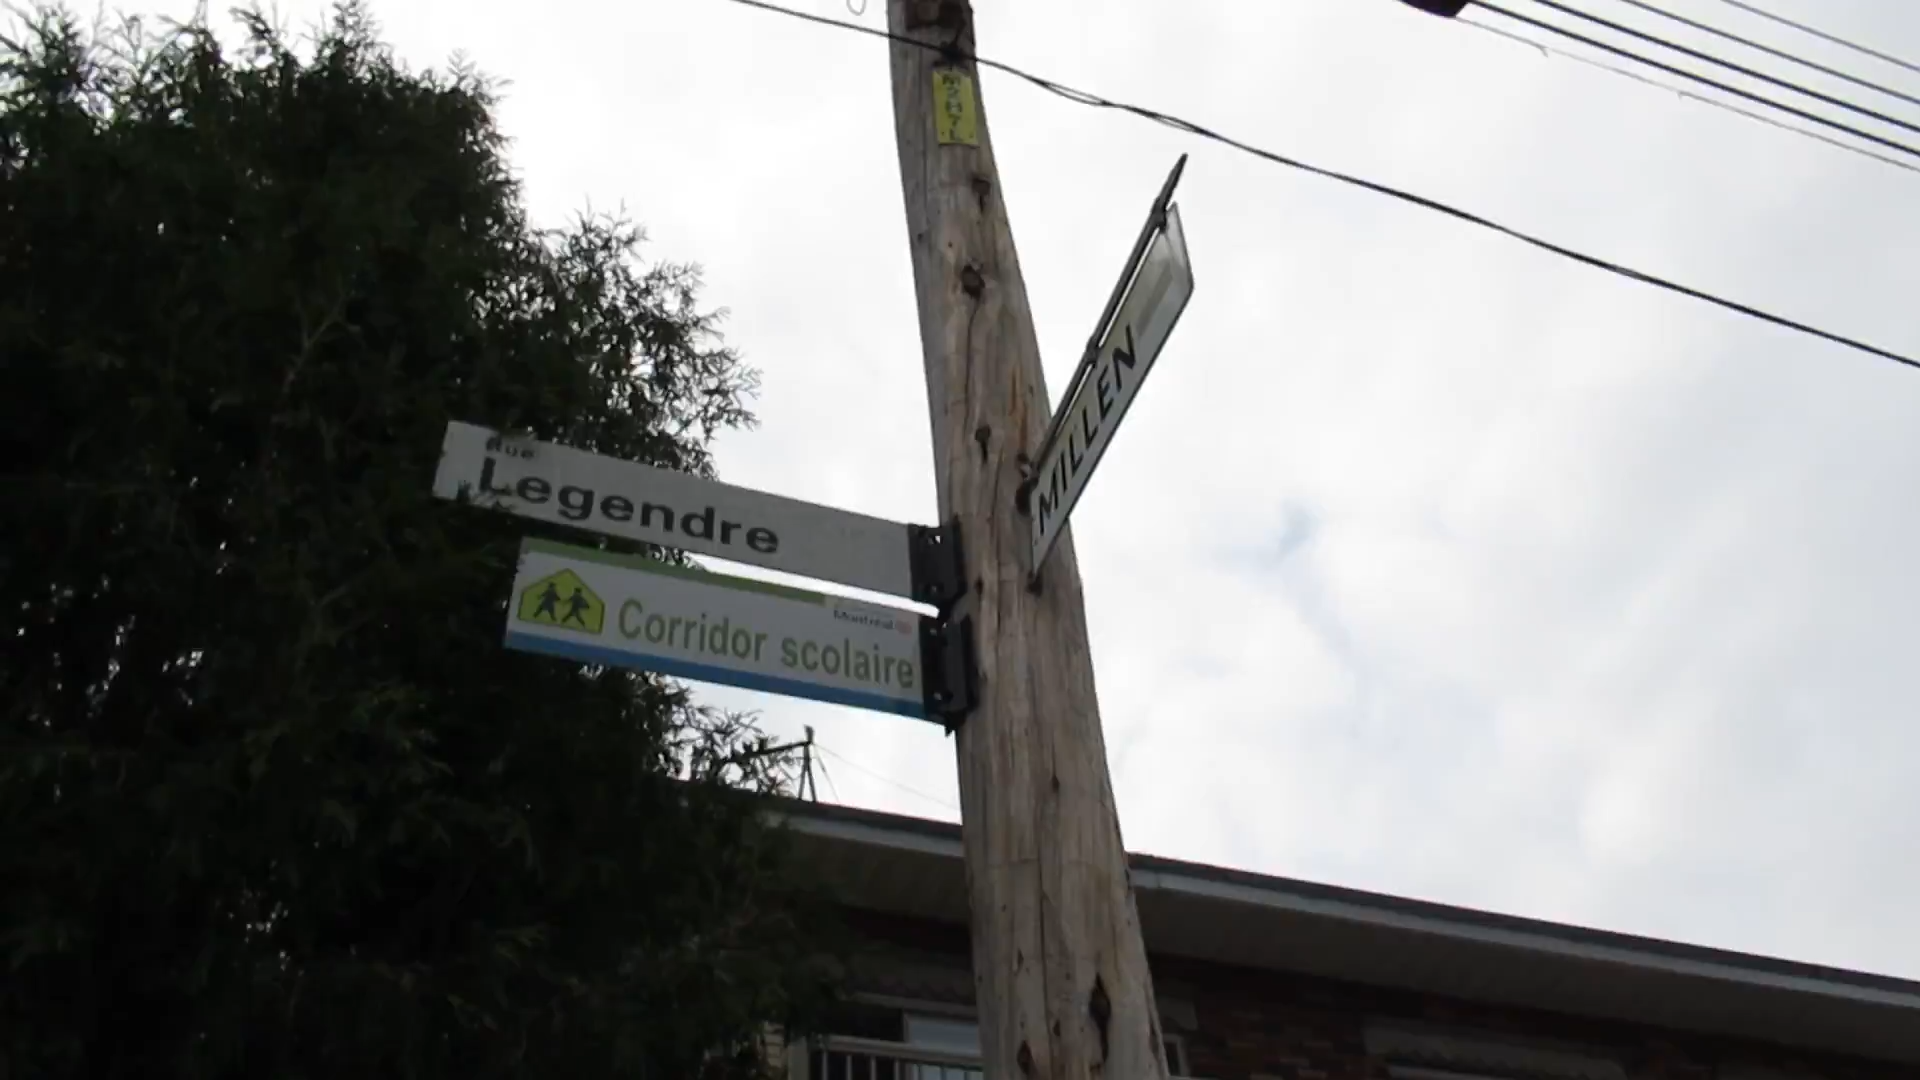 MILLEN
Rue
Legendre
Montréal
Corridor scolaire